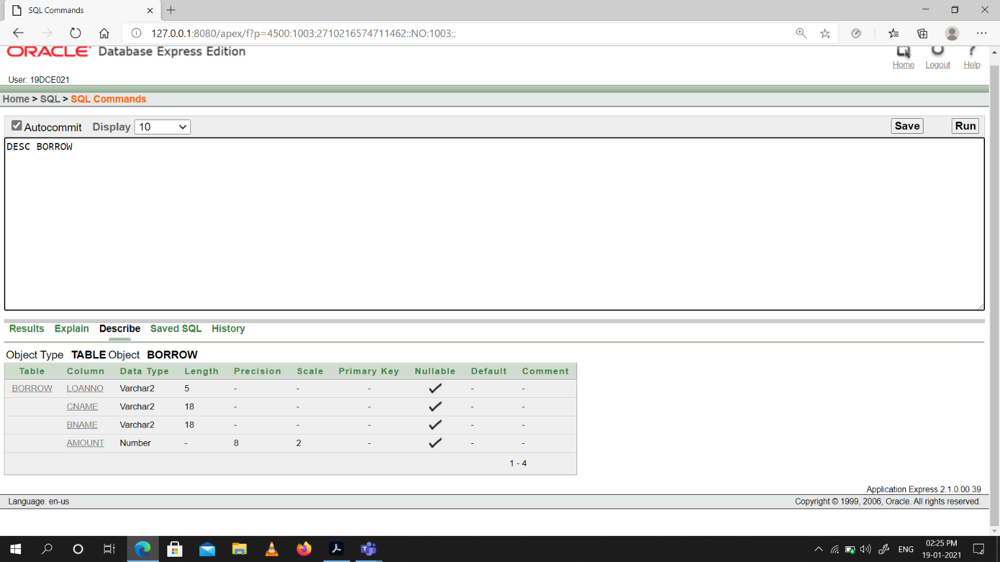 SQL Commands
127.0.0.1:8080/apex/f?p=4500:1003:2710216574711462::NO:1003::
ORACLE Database Express Edition
Home Logout Help
User: 19DCE021
Home > SQL > SQL Commands
Autocommit Display 10 Save Run
DESC BORROW
Results Explain Describe Saved SQL History
Object Type TABLE Object BORROW
Table Column Data Type Length Precision Scale Primary Key Nullable Default Comment
BORROW LOANNO Varchar2 5 - - - - -
CNAME Varchar2 18 - - - - -
BNAME Varchar2 18 - - - - -
AMOUNT Number - 8 2 - - -
1 - 4
Application Express 2.1.0.00.39
Language: en-us Copyright © 1999, 2006, Oracle. All rights reserved.
ENG 02:25 PM
19-01-2021